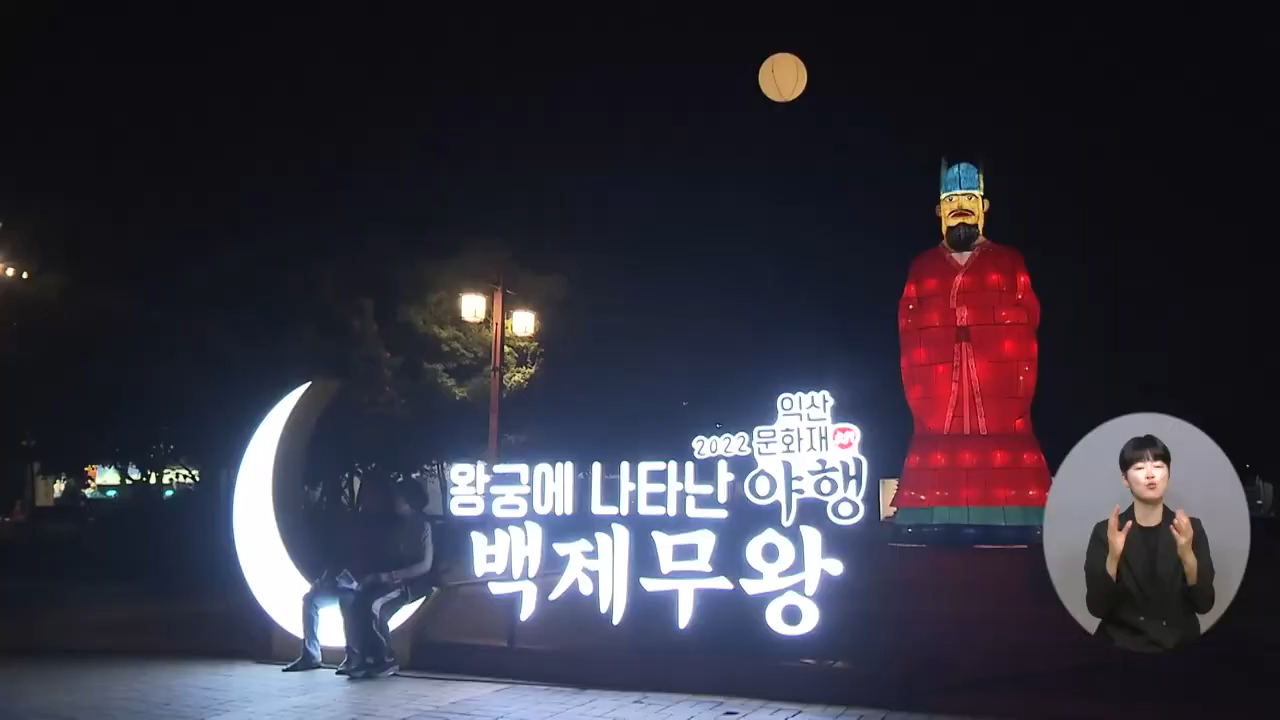 익산
2022 문화재
왕궁에 나타난 야행
백제무왕